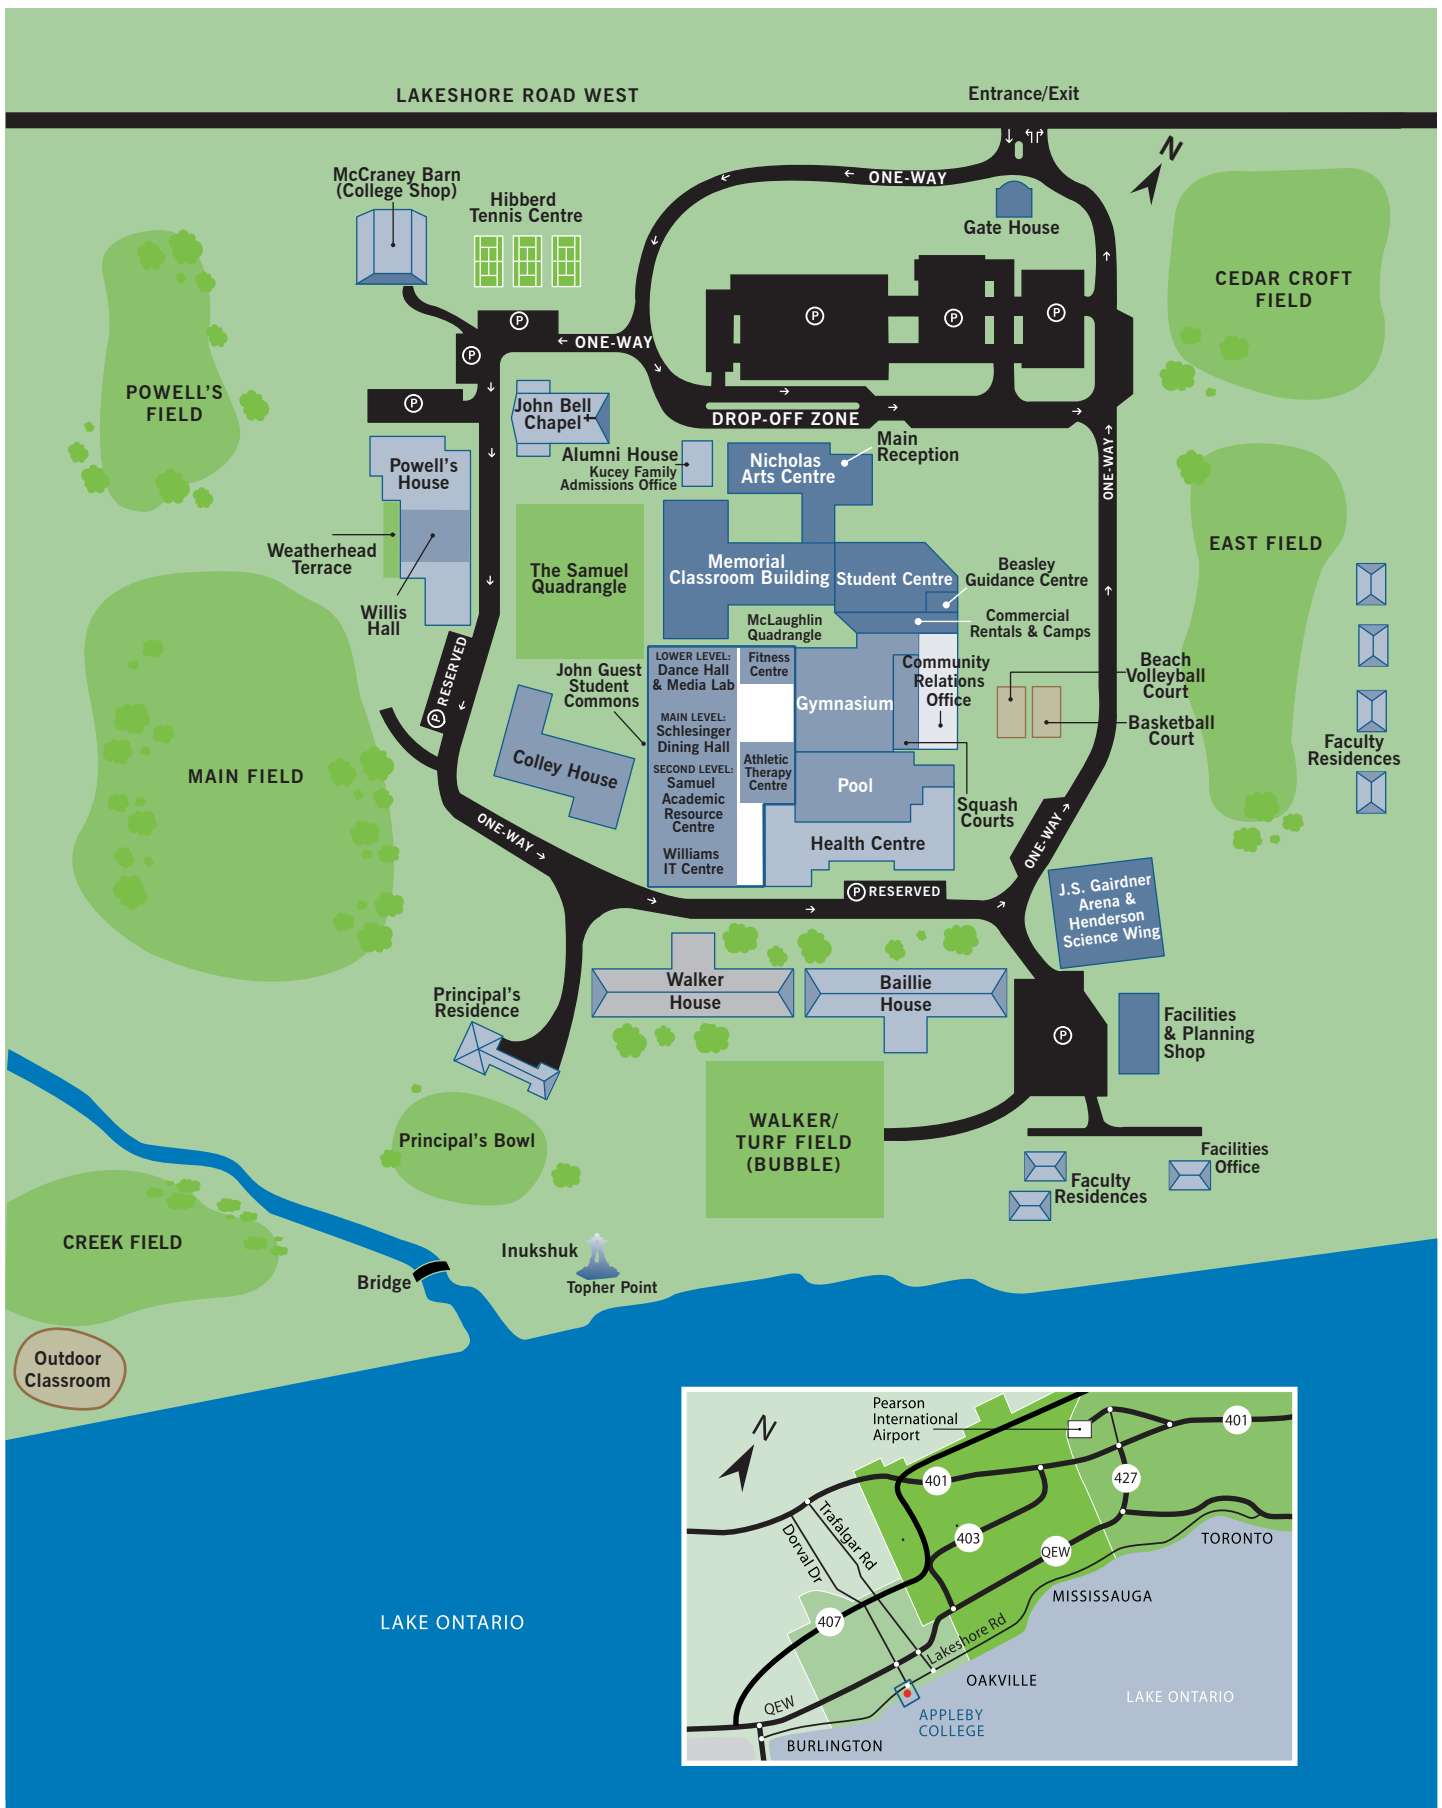 LAKESHORE ROAD WEST
Entrance/Exit
N
ONE-WAY
McCraney Barn
(College Shop)
Hibberd
Tennis Centre
Gate House
CEDAR CROFT
FIELD
P
P
P
P
P
P
ONE-WAY
POWELL'S
FIELD
John Bell
Chapel
DROP-OFF ZONE
ONE-WAY
Alumni House
Kucey Family
Admissions Office
Nicholas
Arts Centre
Main
Reception
Powell's
House
Weatherhead
Terrace
Willis
Hall
The Samuel
Quadrangle
Memorial
Classroom Building
Student Centre
Beasley
Guidance Centre
EAST FIELD
Commercial
Rentals & Camps
McLaughlin
Quadrangle
P RESERVED
John Guest
Student
Commons
LOWER LEVEL:
Dance Hall
& Media Lab
MAIN LEVEL:
Schlesinger
Dining Hall
SECOND LEVEL:
Samuel
Academic
Resource
Centre
Williams
IT Centre
Fitness
Centre
Athletic
Therapy
Centre
Gymnasium
Community
Relations
Office
Beach
Volleyball
Court
Basketball
Court
Faculty
Residences
MAIN FIELD
Colley House
Pool
Squash
Courts
Health Centre
ONE-WAY
ONE-WAY
P RESERVED
J.S. Gairdner
Arena &
Henderson
Science Wing
Walker
House
Baillie
House
Principal's
Residence
P
Facilities
& Planning
Shop
Principal's Bowl
WALKER/
TURF FIELD
(BUBBLE)
Facilities
Office
Faculty
Residences
CREEK FIELD
Bridge
Inukshuk
Topher Point
Outdoor
Classroom
LAKE ONTARIO
N
Pearson
International
Airport
401
401
427
Trafalgar Rd
Dorval Dr
403
QEW
TORONTO
MISSISSAUGA
407
Lakeshore Rd
OAKVILLE
LAKE ONTARIO
QEW
APPLEBY
COLLEGE
BURLINGTON